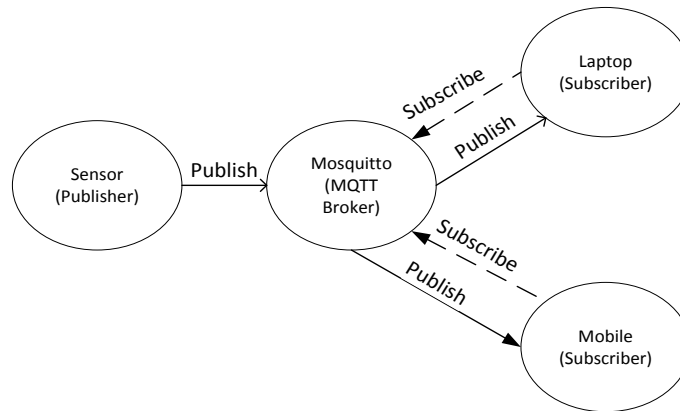 Laptop
(Subscriber)
Subscribe
Publish
Sensor
(Publisher)
Publish
Mosquitto
(MQTT
Broker)
Subscribe
Publish
Mobile
(Subscriber)